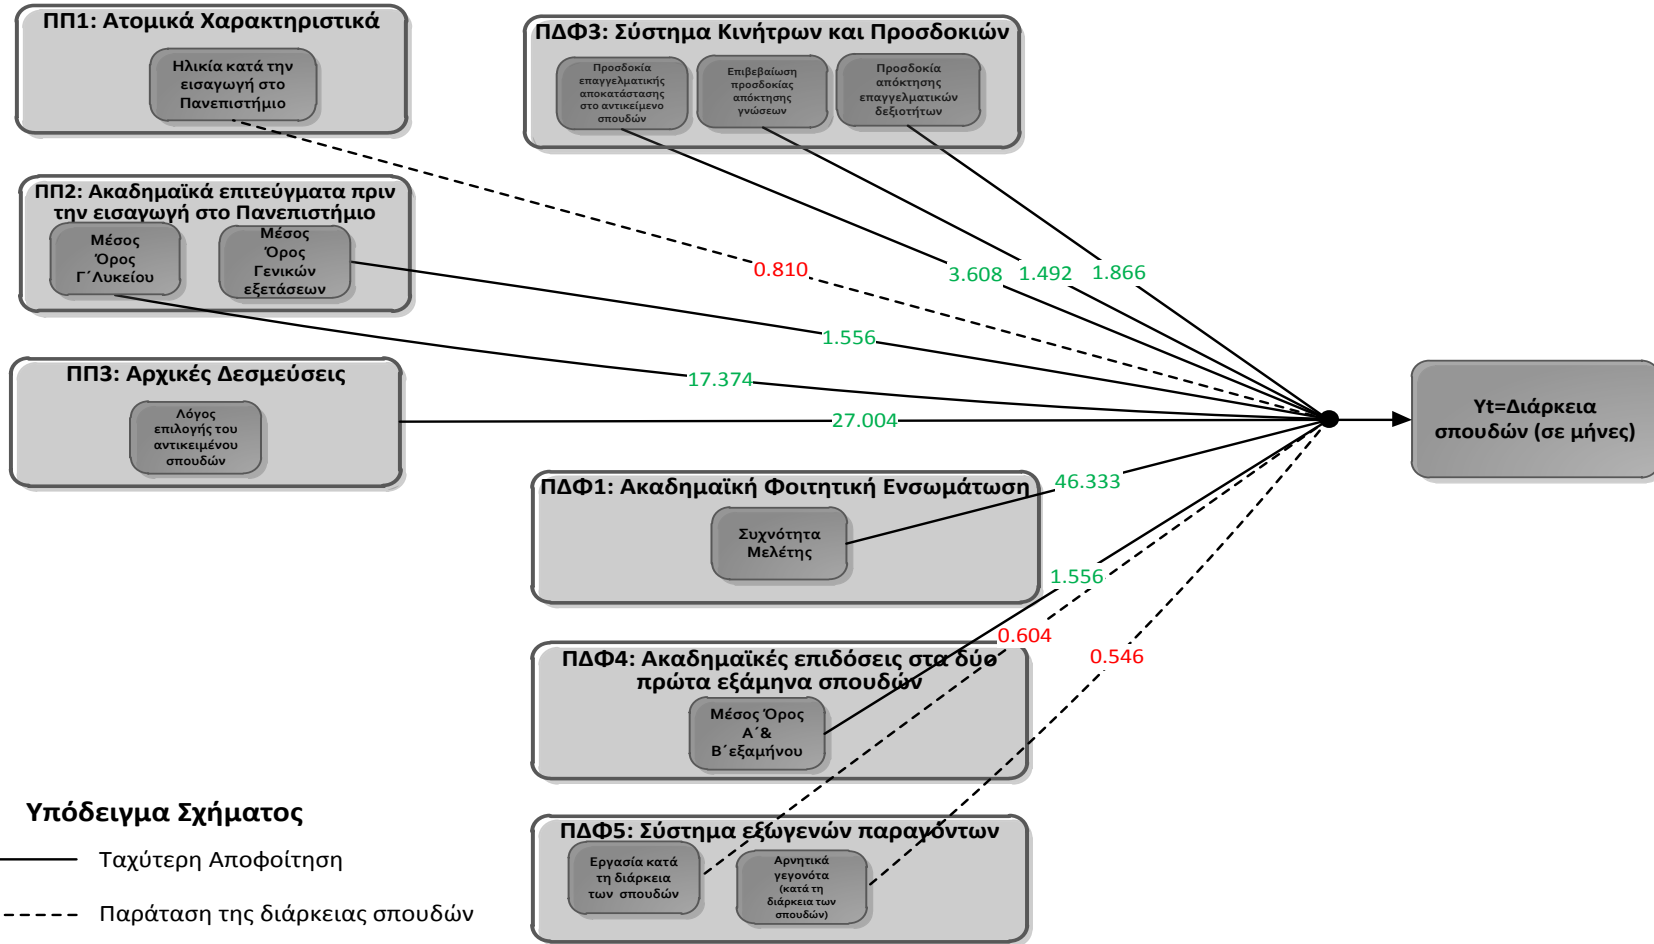 ΠΠ1: Ατομικά Χαρακτηριστικά
Ηλικία κατά την
εισαγωγή στο
Πανεπιστήμιο
ΠΔΦ3: Σύστημα Κινήτρων και Προσδοκιών
Προσδοκία
επαγγελματικής
αποκατάστασης
στο αντικείμενο
σπουδών
Επιβεβαίωση
προσδοκίας
απόκτησης
γνώσεων
Προσδοκία
απόκτησης
επαγγελματικών
δεξιοτήτων
ΠΠ2: Ακαδημαϊκά επιτεύγματα πριν
την εισαγωγή στο Πανεπιστήμιο
Μέσος
Όρος
Γ΄Λυκείου
Μέσος
Όρος
Γενικών
εξετάσεων
0.810
3.608
1.492
1.866
1.556
17.374
27.004
ΠΠ3: Αρχικές Δεσμεύσεις
Λόγος
επιλογής του
αντικειμένου
σπουδών
Yt=Διάρκεια
σπουδών (σε μήνες)
ΠΔΦ1: Ακαδημαϊκή Φοιτητική Ενσωμάτωση
Συχνότητα
Μελέτης
46.333
1.556
0.604
0.546
ΠΔΦ4: Ακαδημαϊκές επιδόσεις στα δύο
πρώτα εξάμηνα σπουδών
Μέσος Όρος
Α΄&
Β΄εξαμήνου
ΠΔΦ5: Σύστημα εξωγενών παραγόντων
Εργασία κατά
τη διάρκεια
των σπουδών
Αρνητικά
γεγονότα
(κατά τη
διάρκεια των
σπουδών)
Υπόδειγμα Σχήματος
Ταχύτερη Αποφοίτηση
Παράταση της διάρκειας σπουδών